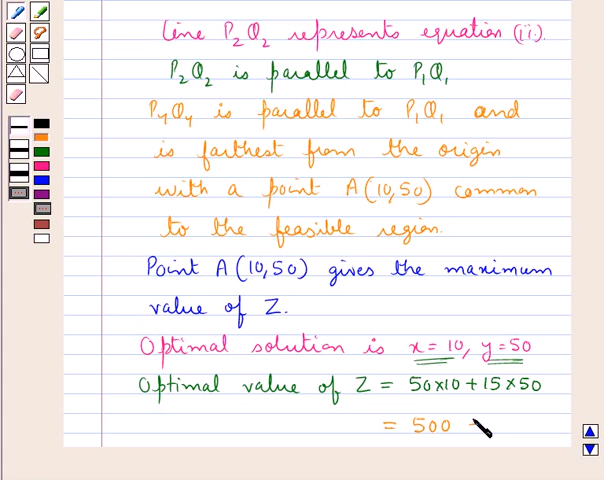 Line P₂Q₂ represents equation (ii).
P₂Q₂ is parallel to P₁Q₁
P₄Q₄ is parallel to P₁Q₁ and
is farthest from the origin
with a point A(10,50) common
to the feasible region.
Point A(10,50) gives the maximum
value of Z.
Optimal solution is x=10, y=50
Optimal value of Z = 50×10+15×50
= 500